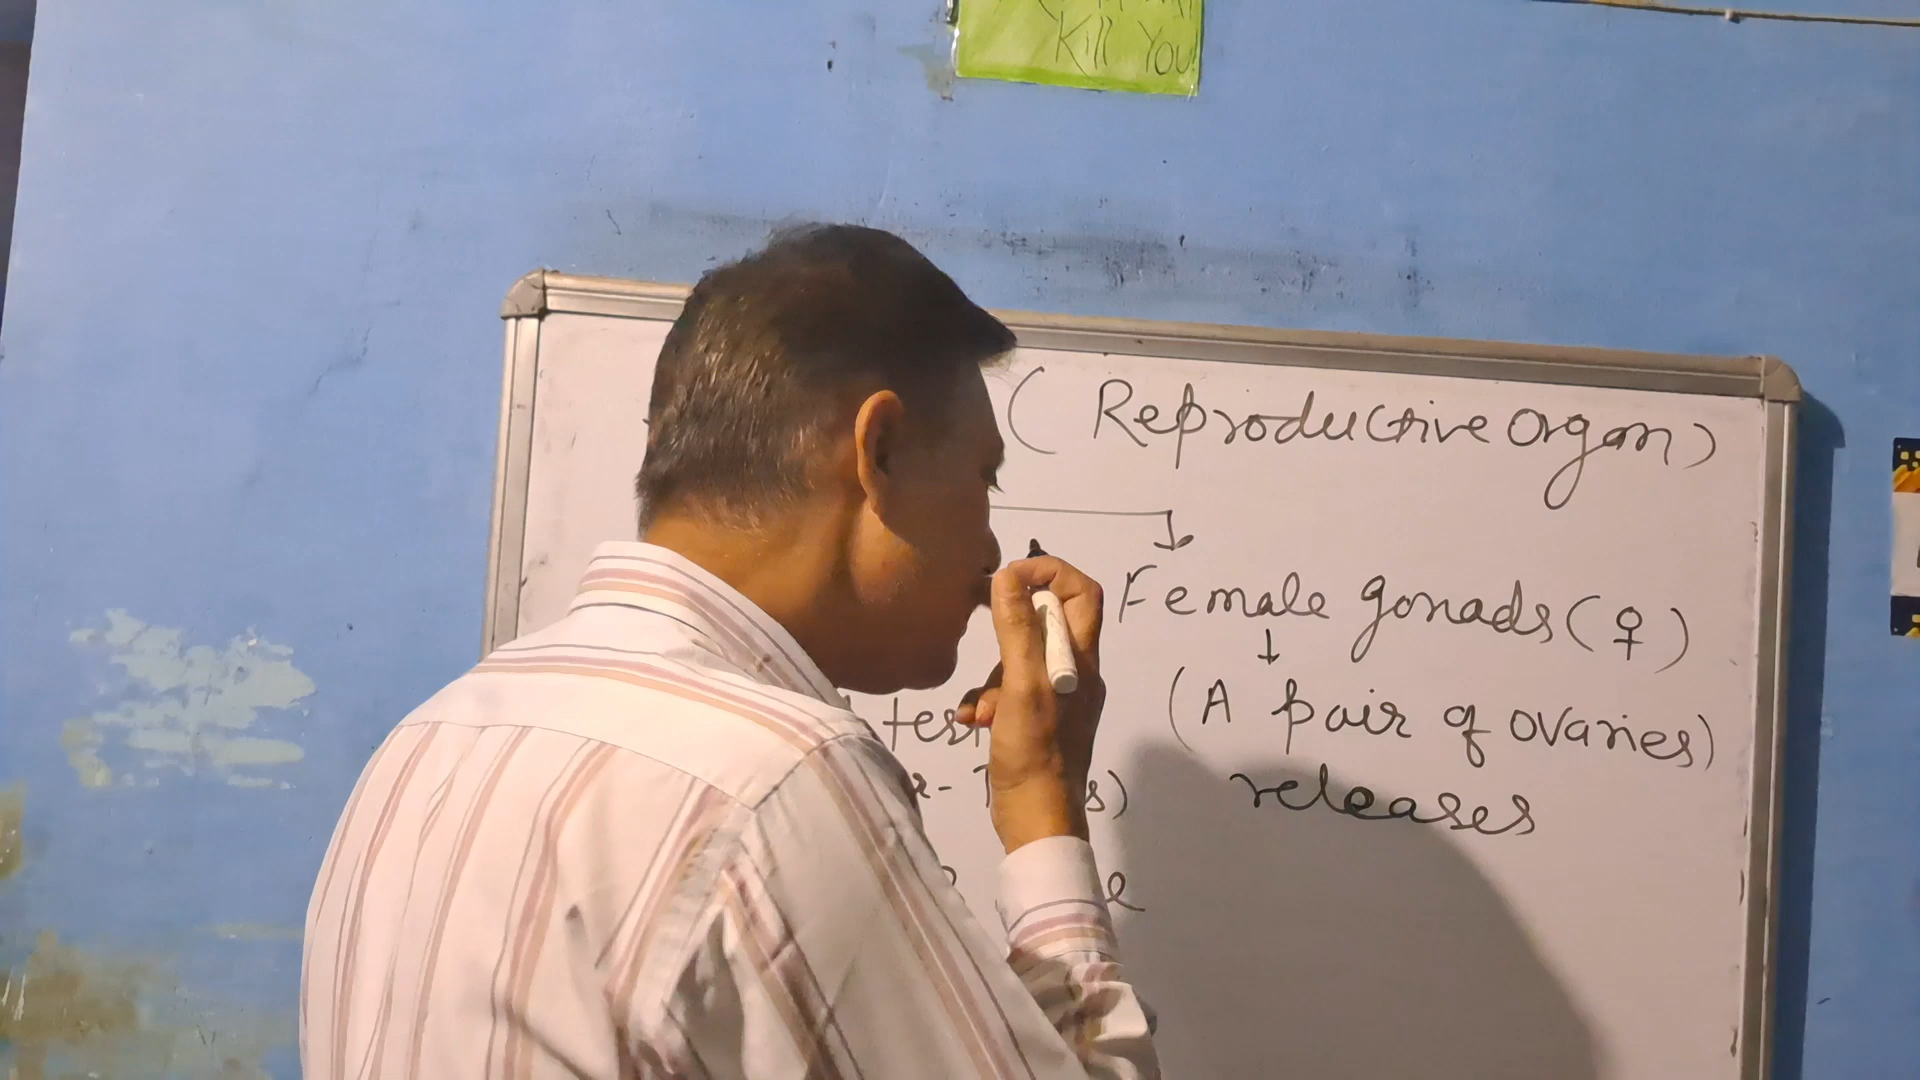 Kill You!
( Reproductive Organ)
Female gonads (♀)
(A pair of ovaries)
releases